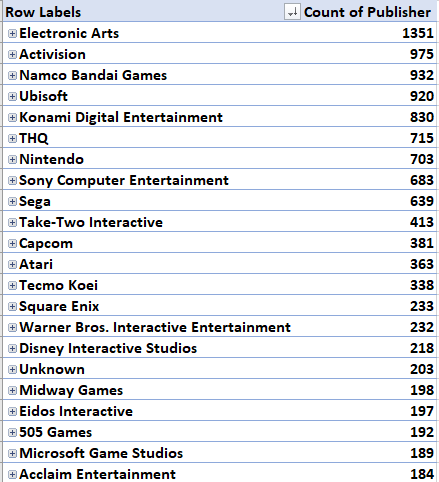 Row Labels Count of Publisher
Electronic Arts 1351
Activision 975
Namco Bandai Games 932
Ubisoft 920
Konami Digital Entertainment 830
THQ 715
Nintendo 703
Sony Computer Entertainment 683
Sega 639
Take-Two Interactive 413
Capcom 381
Atari 363
Tecmo Koei 338
Square Enix 233
Warner Bros. Interactive Entertainment 232
Disney Interactive Studios 218
Unknown 203
Midway Games 198
Eidos Interactive 197
505 Games 192
Microsoft Game Studios 189
Acclaim Entertainment 184